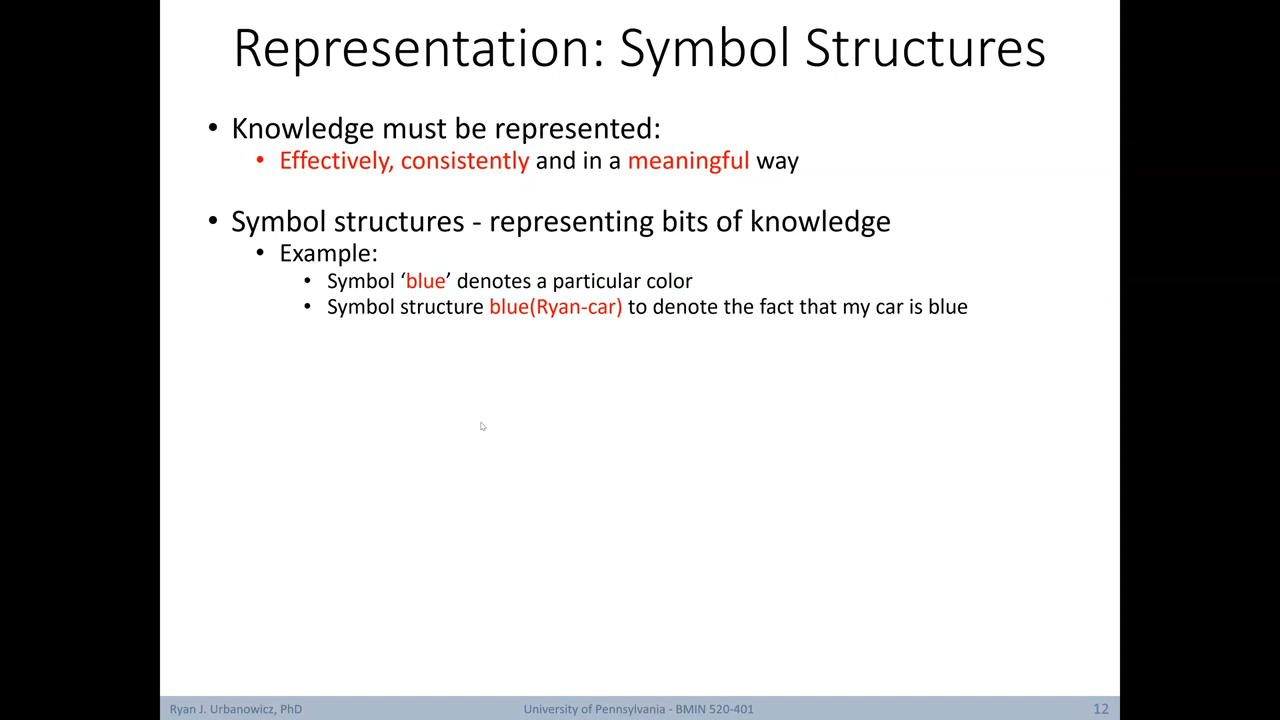 Representation: Symbol Structures
• Knowledge must be represented:
• Effectively, consistently and in a meaningful way
• Symbol structures - representing bits of knowledge
• Example:
• Symbol ‘blue’ denotes a particular color
• Symbol structure blue(Ryan-car) to denote the fact that my car is blue
Ryan J. Urbanowicz, PhD
University of Pennsylvania - BMIN 520-401
12